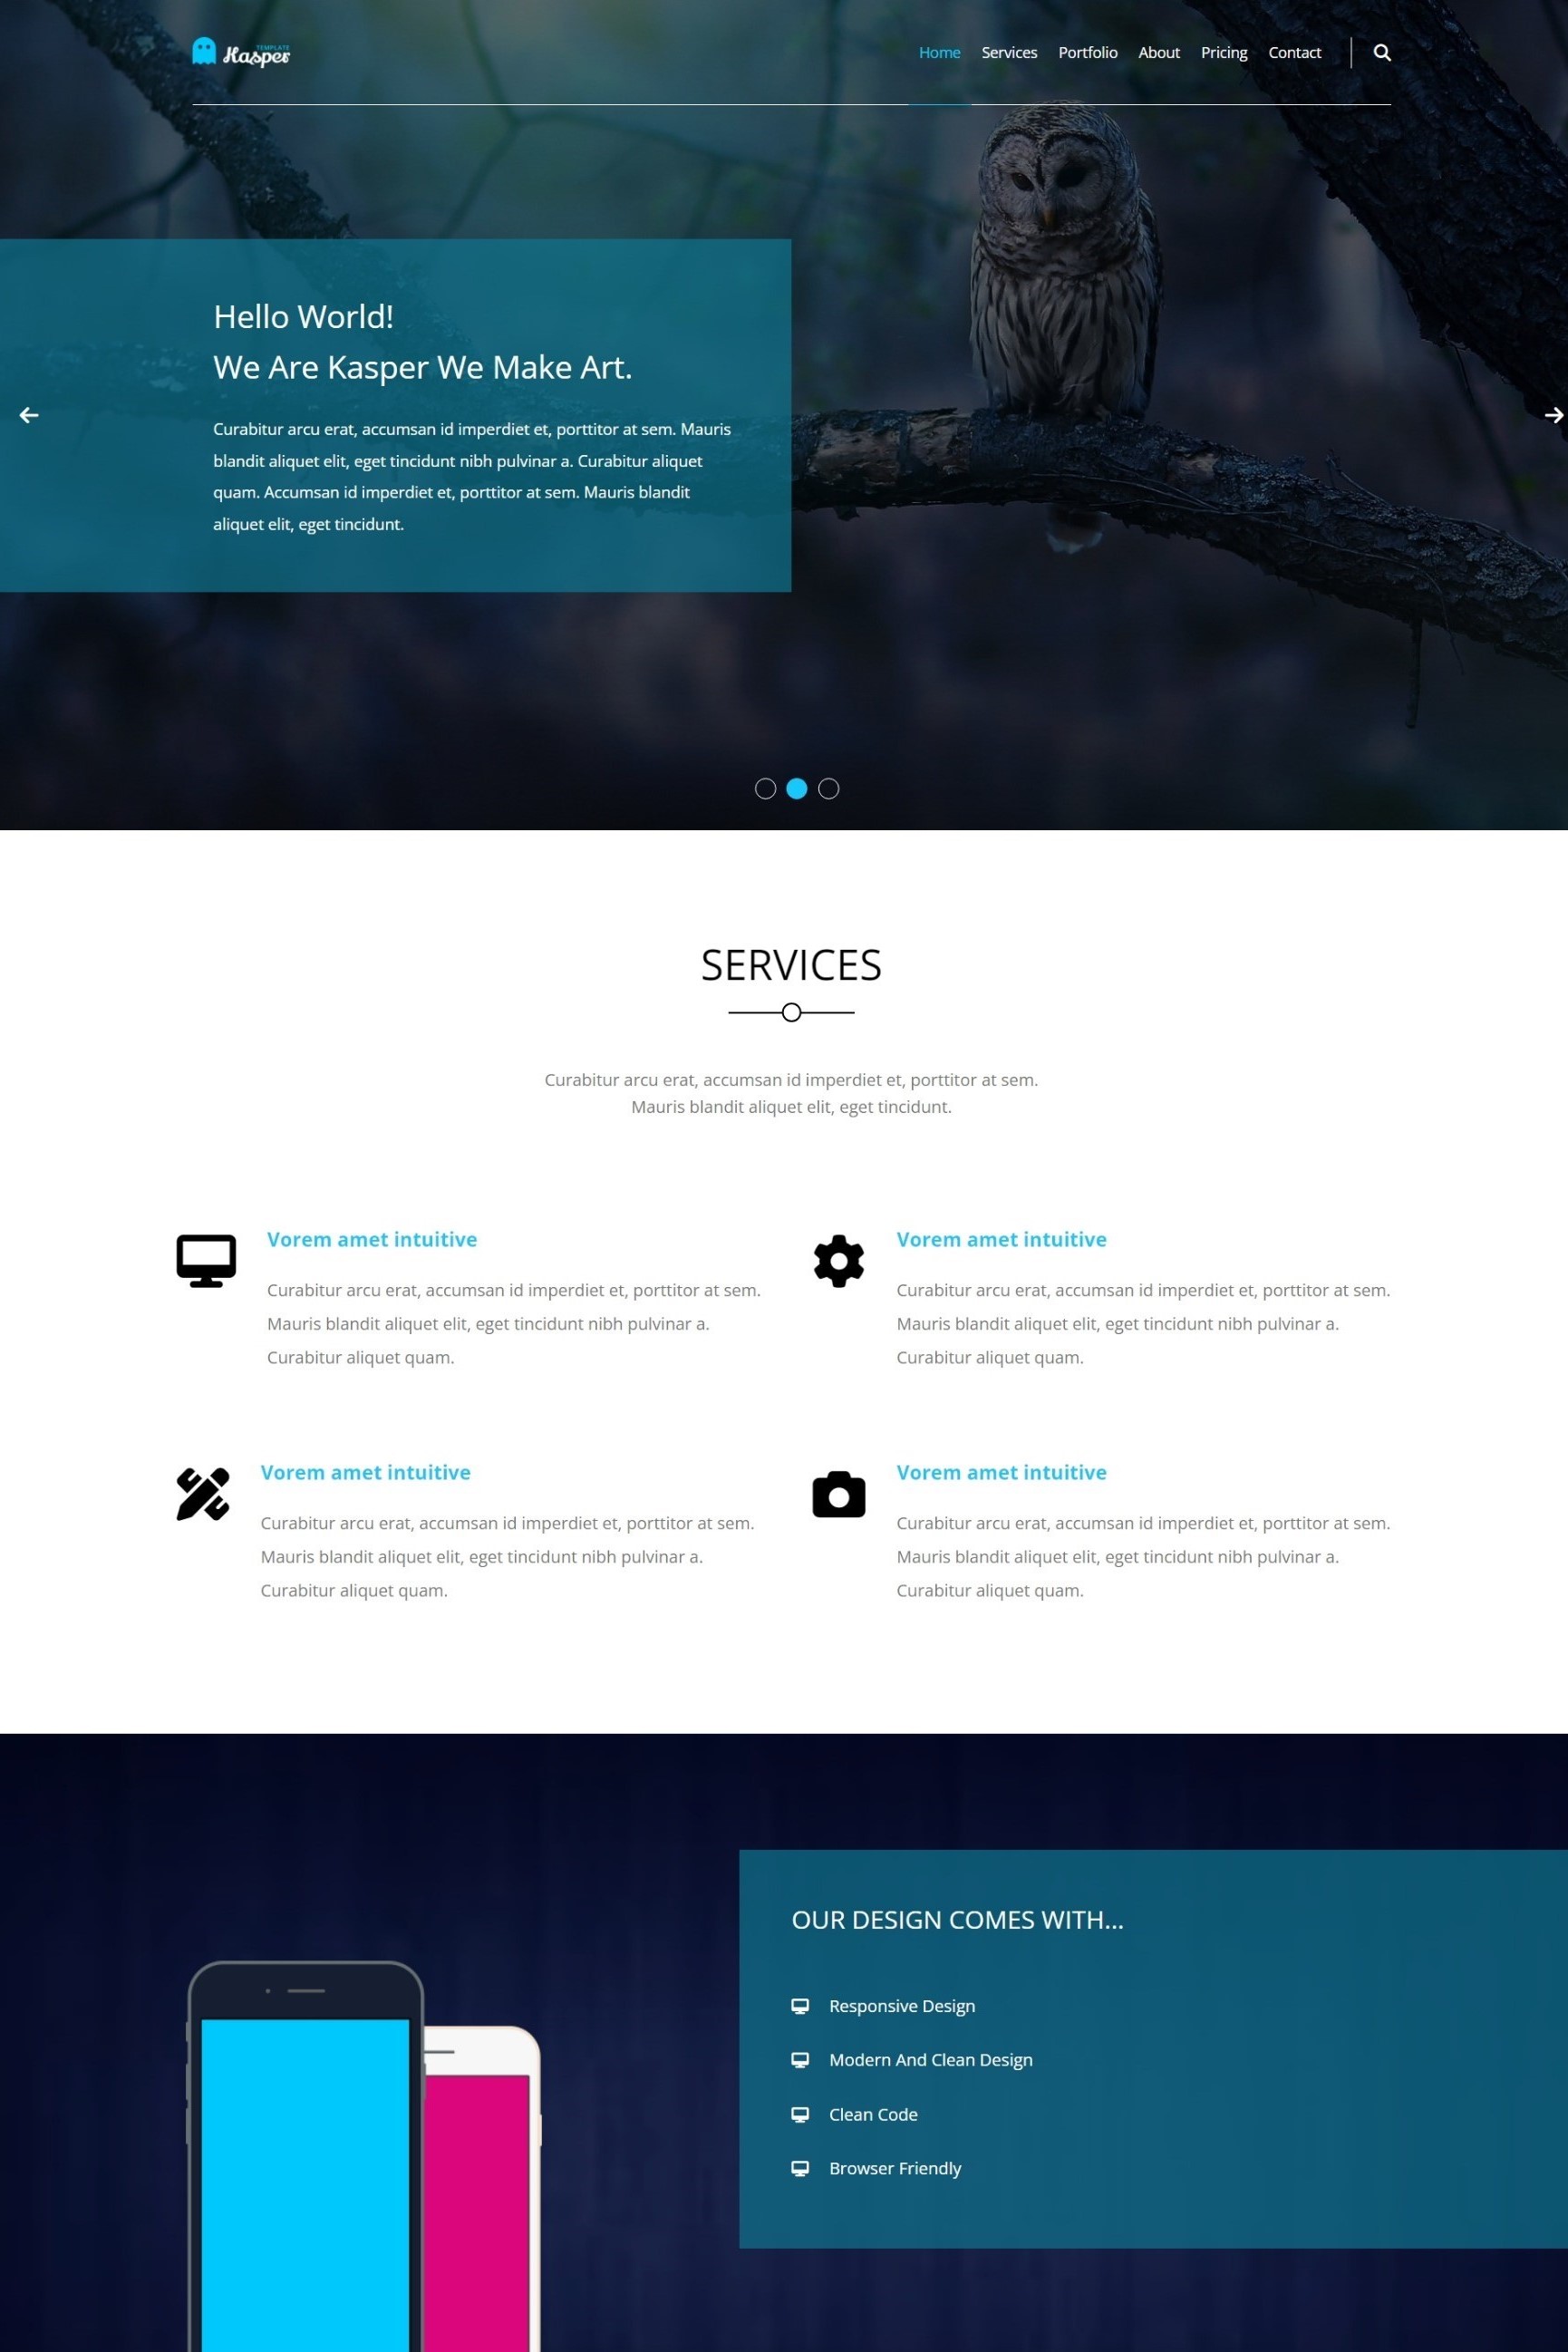 TEMPLATE
Kasper
Home Services Portfolio About Pricing Contact
Hello World!
We Are Kasper We Make Art.
Curabitur arcu erat, accumsan id imperdiet et, porttitor at sem. Mauris
blandit aliquet elit, eget tincidunt nibh pulvinar a. Curabitur aliquet
quam. Accumsan id imperdiet et, porttitor at sem. Mauris blandit
aliquet elit, eget tincidunt.
SERVICES
Curabitur arcu erat, accumsan id imperdiet et, porttitor at sem.
Mauris blandit aliquet elit, eget tincidunt.
Vorem amet intuitive
Curabitur arcu erat, accumsan id imperdiet et, porttitor at sem.
Mauris blandit aliquet elit, eget tincidunt nibh pulvinar a.
Curabitur aliquet quam.
Vorem amet intuitive
Curabitur arcu erat, accumsan id imperdiet et, porttitor at sem.
Mauris blandit aliquet elit, eget tincidunt nibh pulvinar a.
Curabitur aliquet quam.
Vorem amet intuitive
Curabitur arcu erat, accumsan id imperdiet et, porttitor at sem.
Mauris blandit aliquet elit, eget tincidunt nibh pulvinar a.
Curabitur aliquet quam.
Vorem amet intuitive
Curabitur arcu erat, accumsan id imperdiet et, porttitor at sem.
Mauris blandit aliquet elit, eget tincidunt nibh pulvinar a.
Curabitur aliquet quam.
OUR DESIGN COMES WITH...
Responsive Design
Modern And Clean Design
Clean Code
Browser Friendly